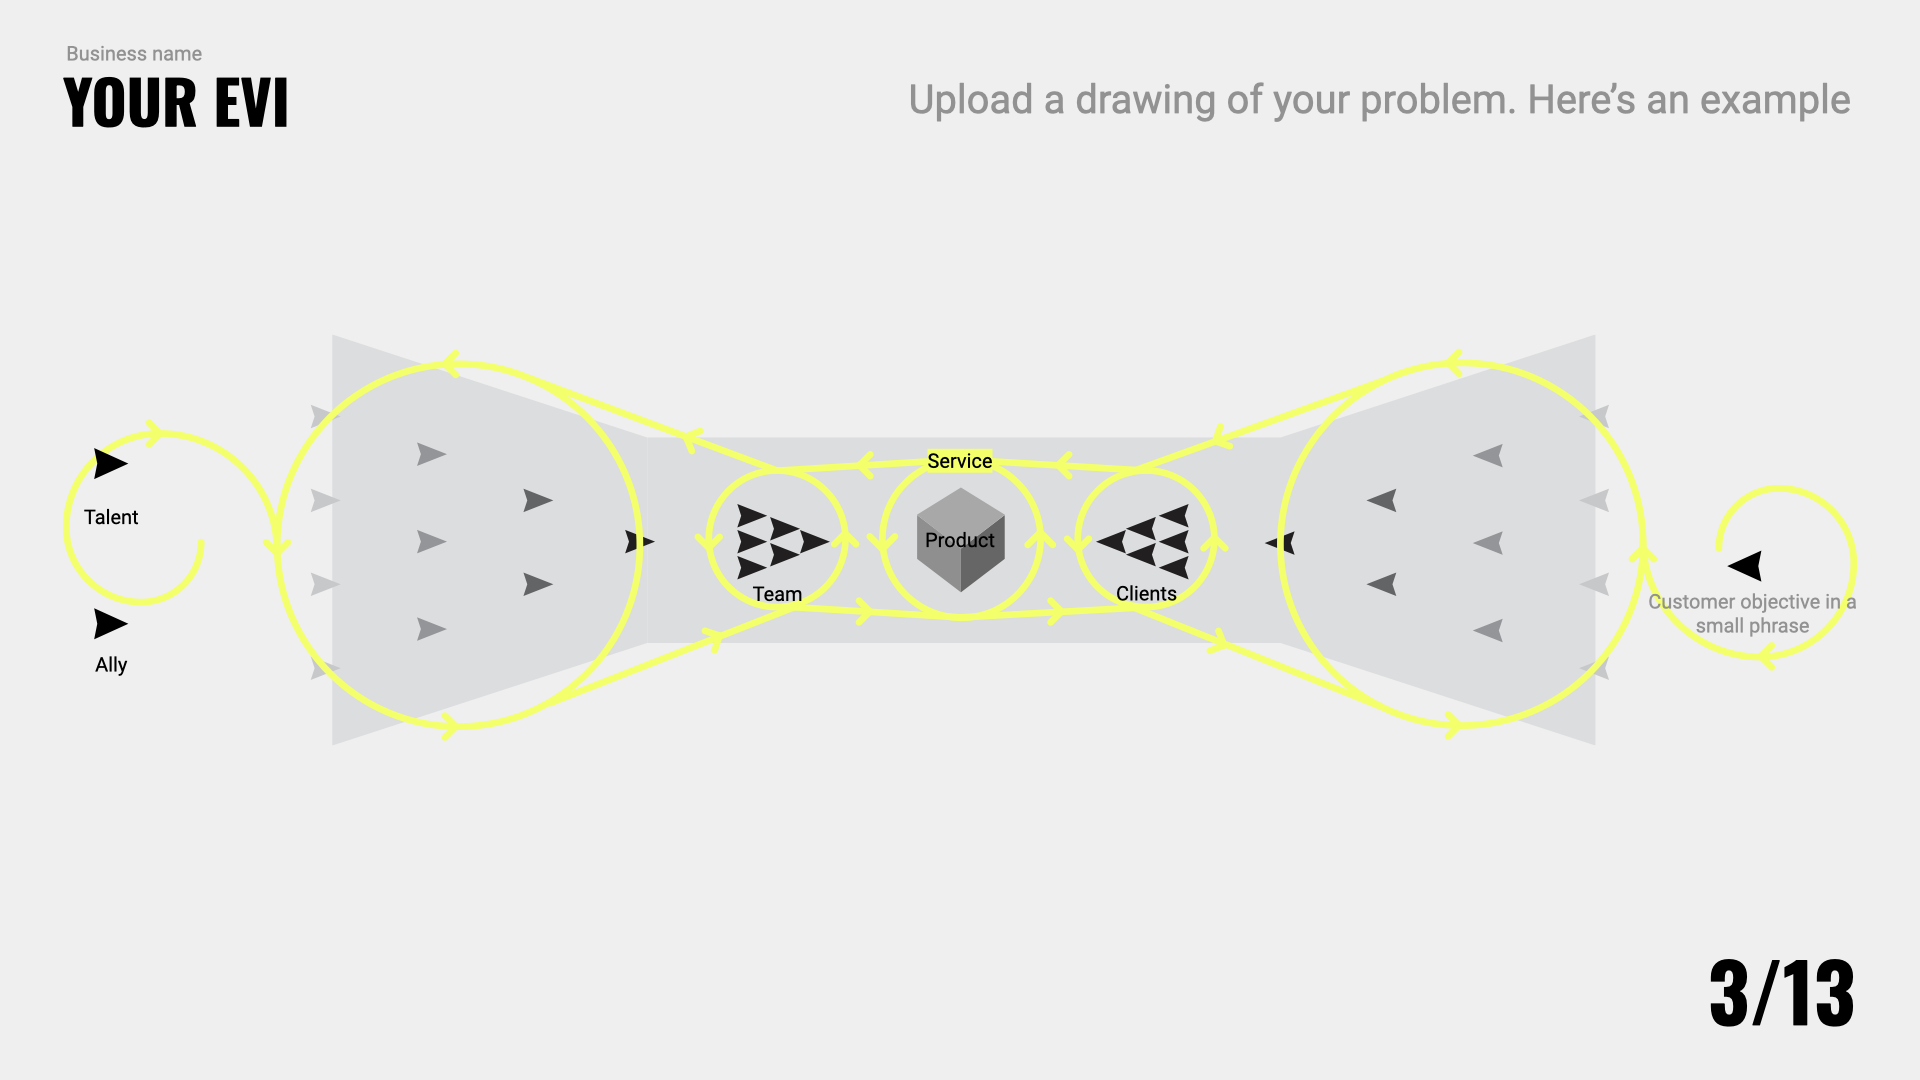 Business name
YOUR EVI
Upload a drawing of your problem. Here’s an example
Talent
Ally
Team
Service
Product
Clients
Customer objective in a
small phrase
3/13